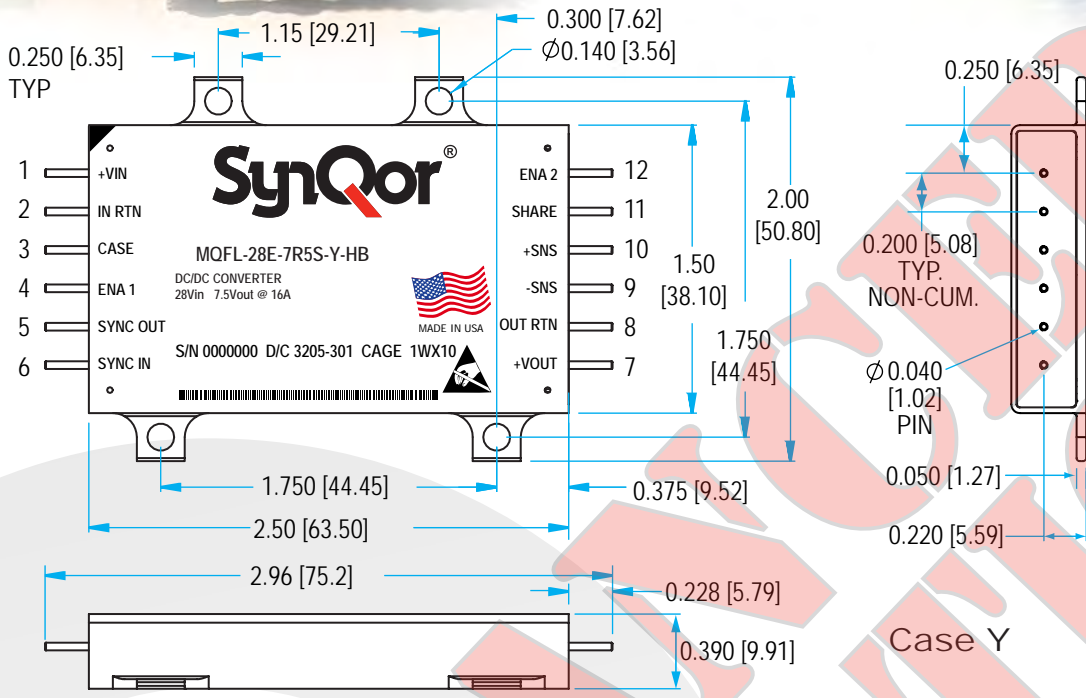 0.300 [7.62]
1.15 [29.21]
0.250 [6.35]
TYP
Ø0.140 [3.56]
0.250 [6.35]
SynQor®
1 +VIN
2 IN RTN
3 CASE
4 ENA 1
5 SYNC OUT
6 SYNC IN
ENA 2 12
SHARE 11
+SNS 10
-SNS 9
OUT RTN 8
+VOUT 7
MQFL-28E-7R5S-Y-HB
DC/DC CONVERTER
28Vin 7.5Vout @ 16A
MADE IN USA
S/N 0000000 D/C 3205-301 CAGE 1WX10
2.00
[50.80]
1.50
[38.10]
1.750
[44.45]
0.200 [5.08]
TYP.
NON-CUM.
Ø0.040
[1.02]
PIN
0.050 [1.27]
0.220 [5.59]
1.750 [44.45]
0.375 [9.52]
2.50 [63.50]
2.96 [75.2]
0.228 [5.79]
0.390 [9.91]
Case Y